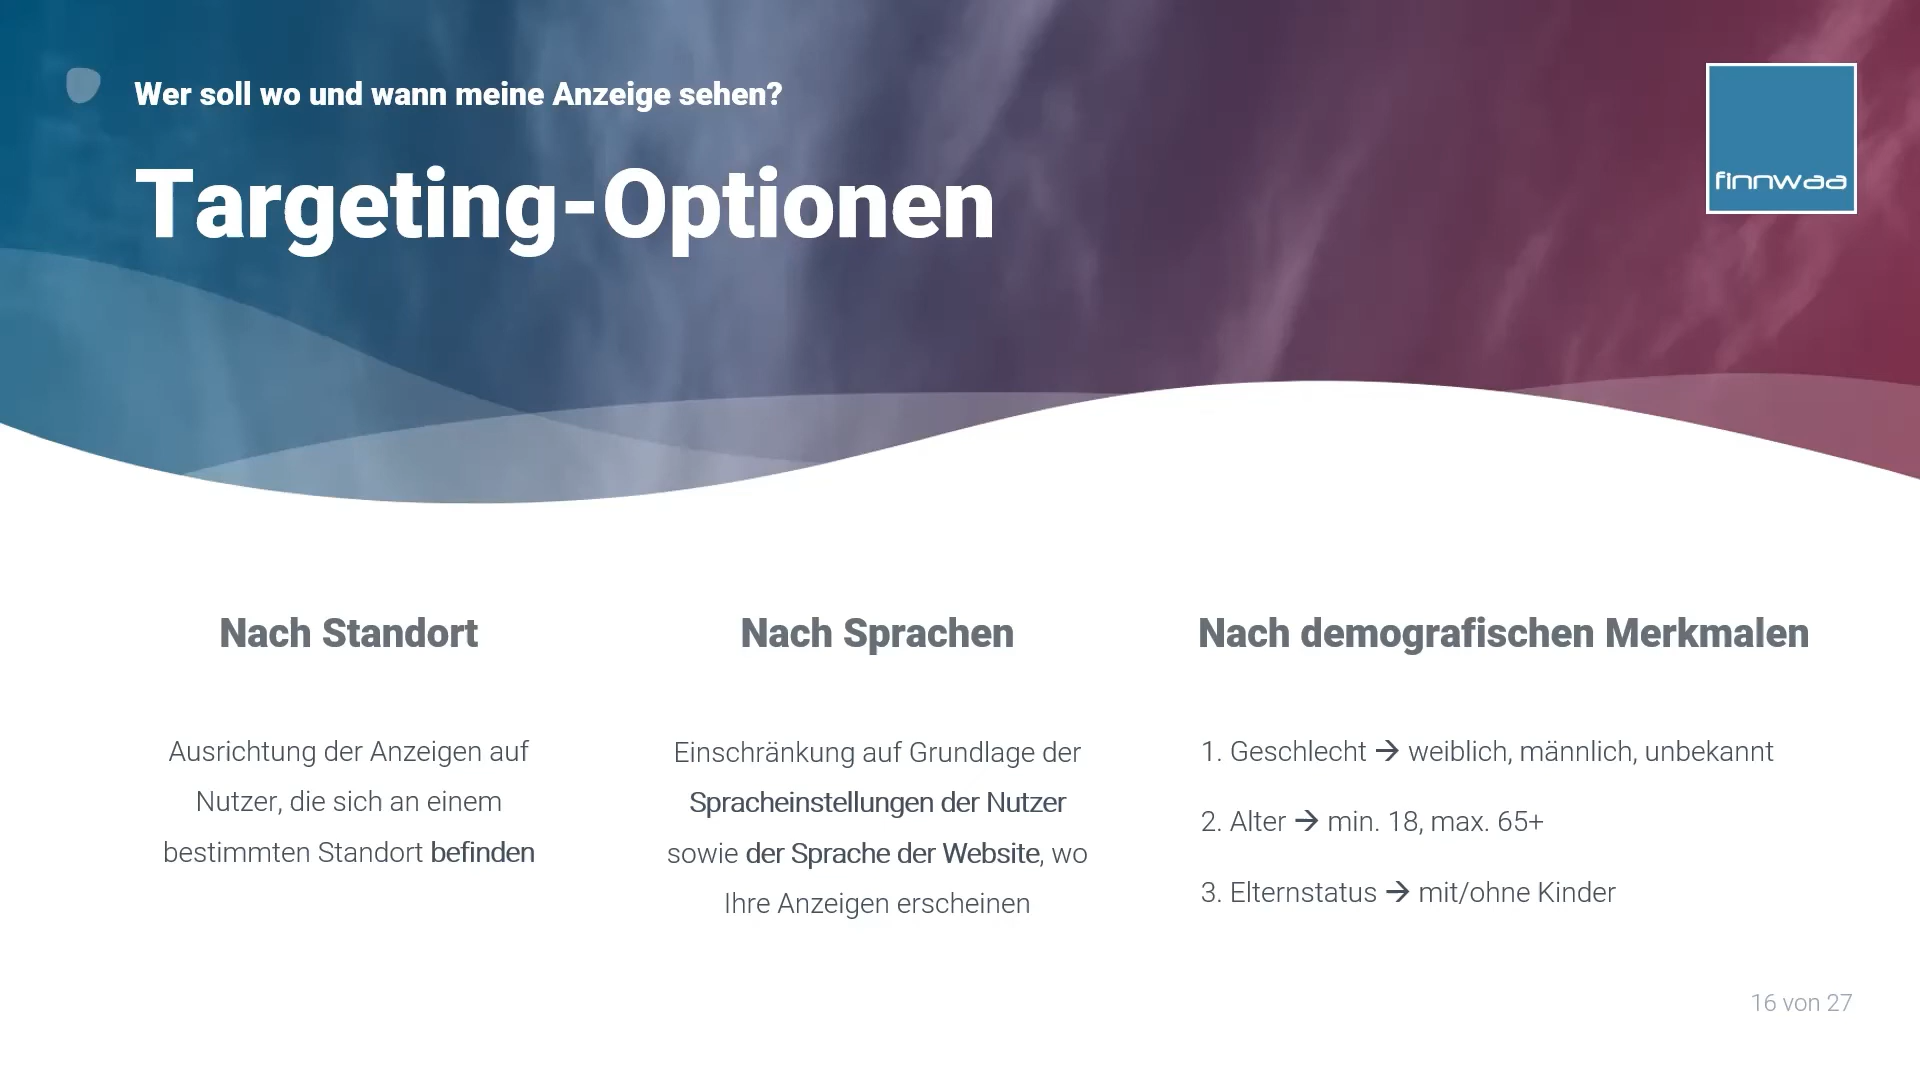 Wer soll wo und wann meine Anzeige sehen?
Targeting-Optionen
finnwaa
Nach Standort
Ausrichtung der Anzeigen auf
Nutzer, die sich an einem
bestimmten Standort befinden
Nach Sprachen
Einschränkung auf Grundlage der
Spracheinstellungen der Nutzer
sowie der Sprache der Website, wo
Ihre Anzeigen erscheinen
Nach demografischen Merkmalen
1. Geschlecht → weiblich, männlich, unbekannt
2. Alter → min. 18, max. 65+
3. Elternstatus → mit/ohne Kinder
16 von 27